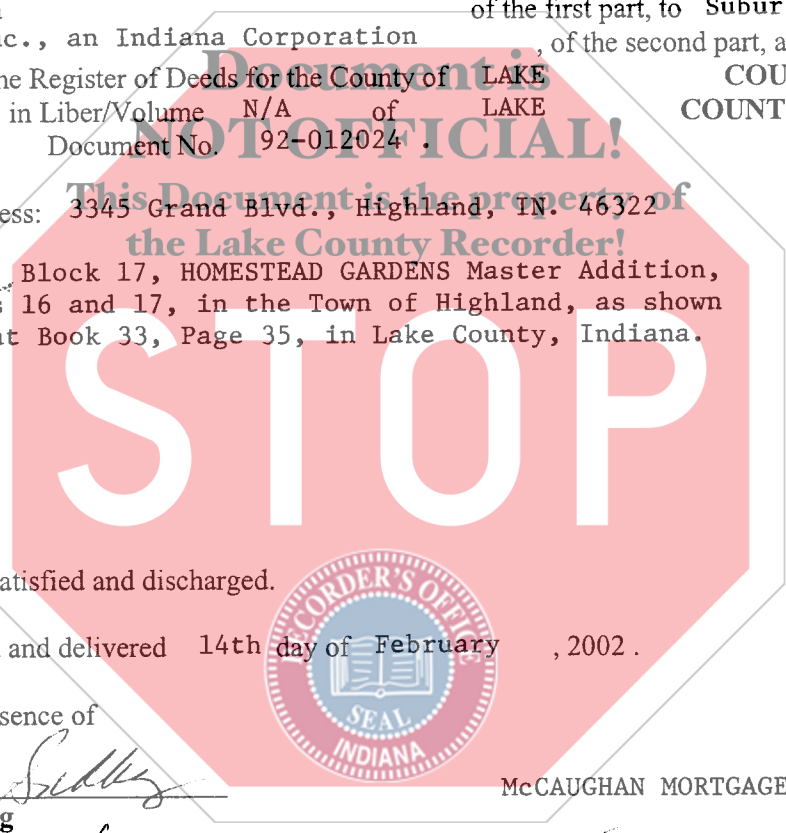 of the first part, to Subur
nc., an Indiana Corporation , of the second part, a
ne Register of Deeds for the County of LAKE COU
in Liber/Volume N/A of LAKE COUNT
Document No. 92-012024 .
Document is
NOT OFFICIAL!
This Document is the property of
the Lake County Recorder!
ess: 3345 Grand Blvd., Highland, IN. 46322
Block 17, HOMESTEAD GARDENS Master Addition,
s 16 and 17, in the Town of Highland, as shown
at Book 33, Page 35, in Lake County, Indiana.
STOP
atisfied and discharged.
and delivered 14th day of February , 2002 .
sence of
RECORDER'S OFFICE
SEAL
INDIANA
McCAUGHAN MORTGAGE
g